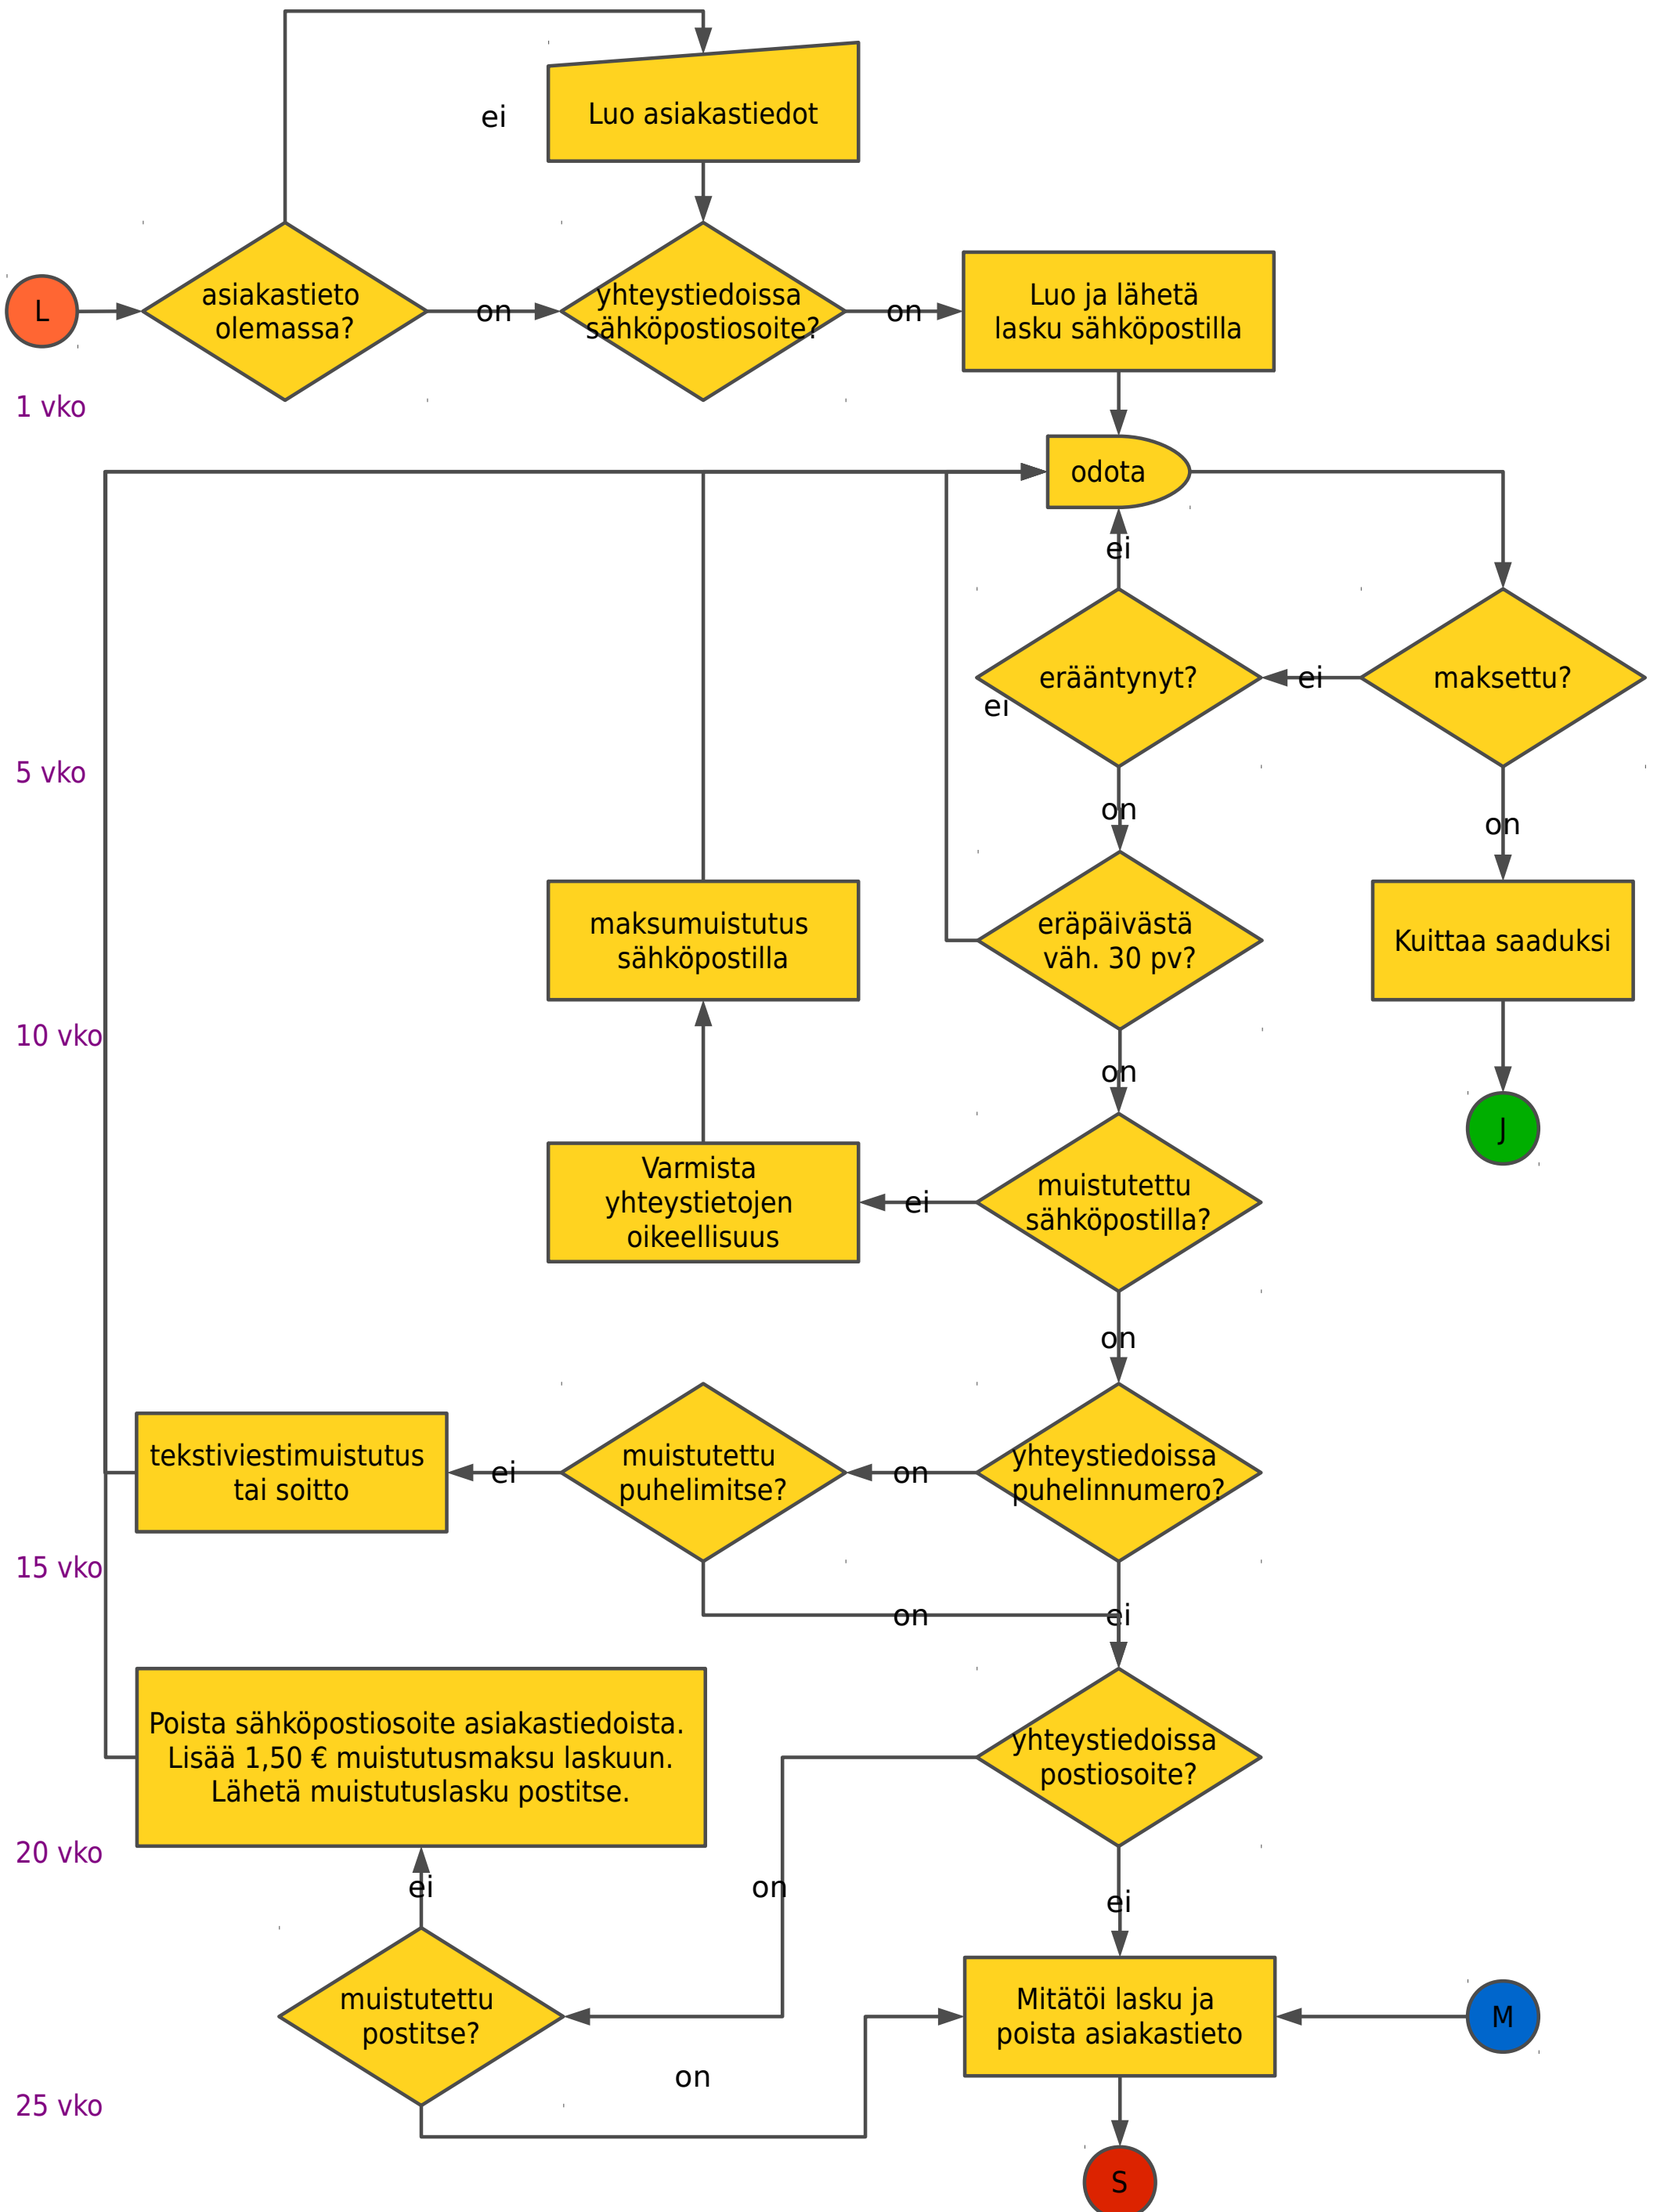 ei
Luo asiakastiedot
L
asiakastieto
olemassa?
on
yhteystiedoissa
sähköpostiosoite?
on
Luo ja lähetä
lasku sähköpostilla
1 vko
odota
ei
erääntynyt?
ei
maksettu?
ei
5 vko
on
on
maksumuistutus
sähköpostilla
eräpäivästä
väh. 30 pv?
Kuittaa saaduksi
10 vko
on
J
Varmista
yhteystietojen
oikeellisuus
ei
muistutettu
sähköpostilla?
on
tekstiviestimuistutus
tai soitto
ei
muistutettu
puhelimitse?
on
yhteystiedoissa
puhelinnumero?
15 vko
on
ei
Poista sähköpostiosoite asiakastiedoista.
Lisää 1,50 € muistutusmaksu laskuun.
Lähetä muistutuslasku postitse.
yhteystiedoissa
postiosoite?
20 vko
ei
on
ei
muistutettu
postitse?
Mitätöi lasku ja
poista asiakastieto
M
on
25 vko
S